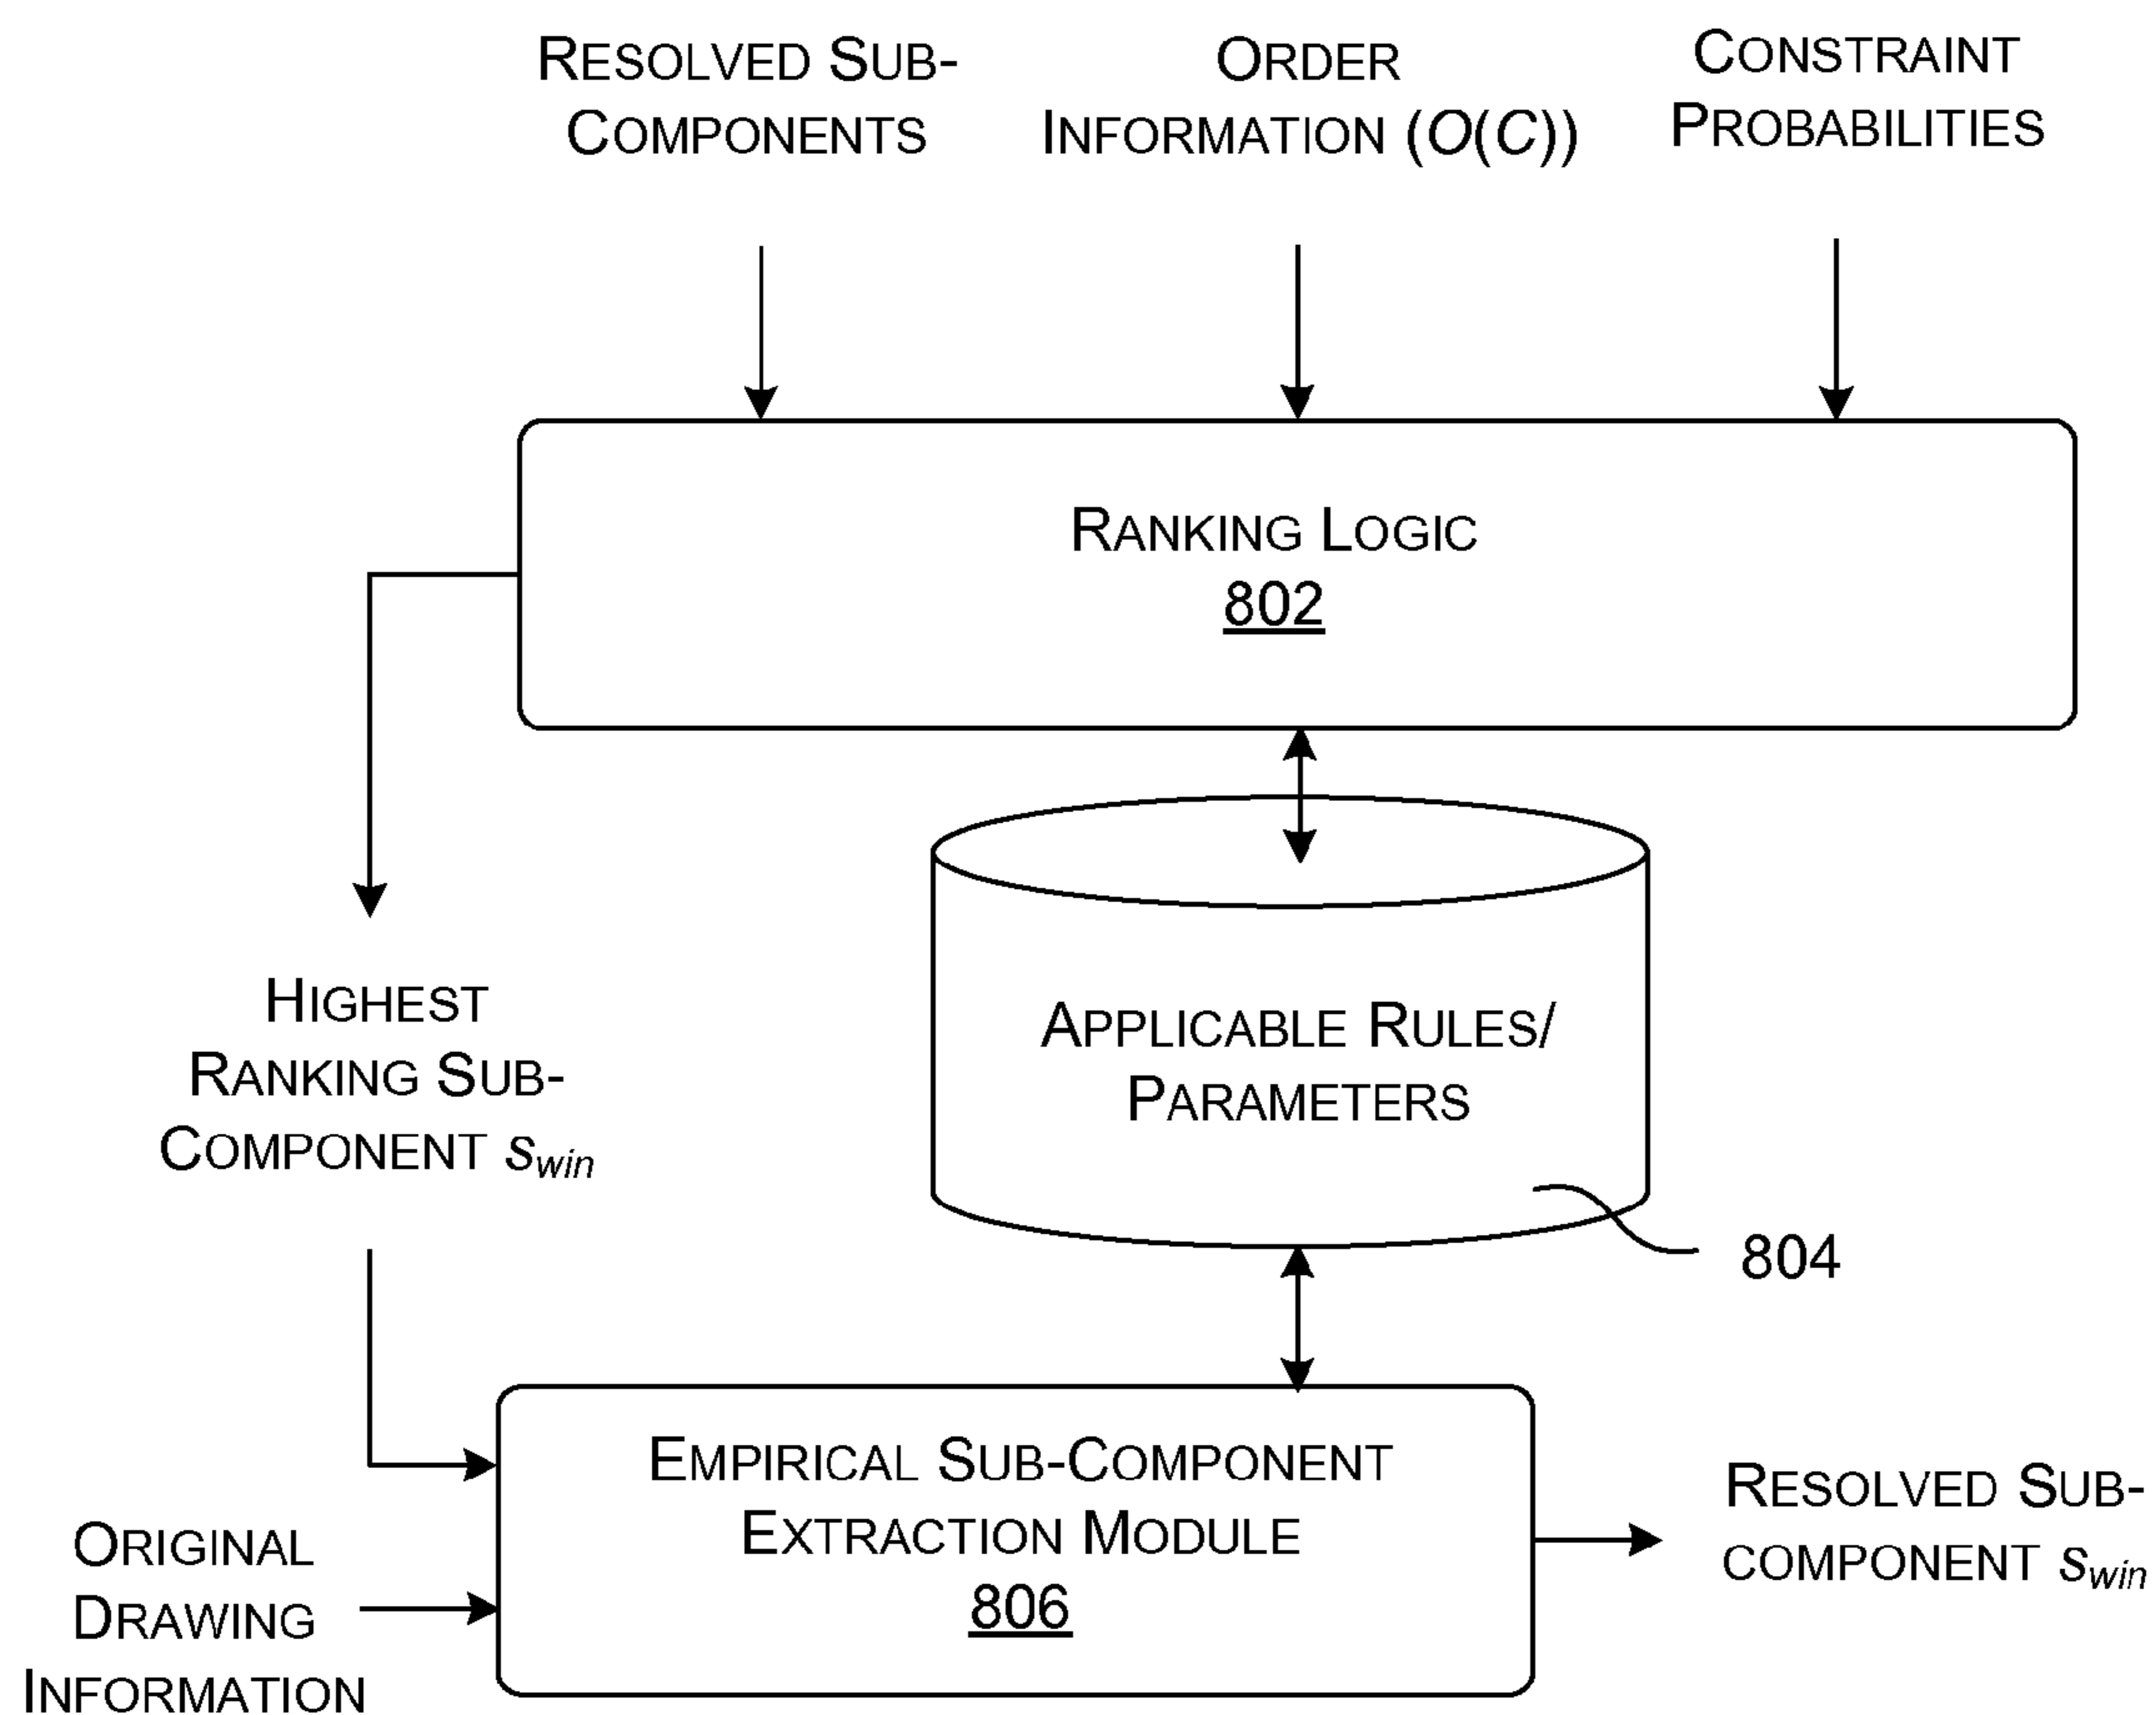 RESOLVED SUB-
COMPONENTS
ORDER
INFORMATION (O(C))
CONSTRAINT
PROBABILITIES
RANKING LOGIC
802
HIGHEST
RANKING SUB-
COMPONENT swin
APPLICABLE RULES/
PARAMETERS
804
EMPIRICAL SUB-COMPONENT
EXTRACTION MODULE
806
ORIGINAL
DRAWING
INFORMATION
RESOLVED SUB-
COMPONENT swin